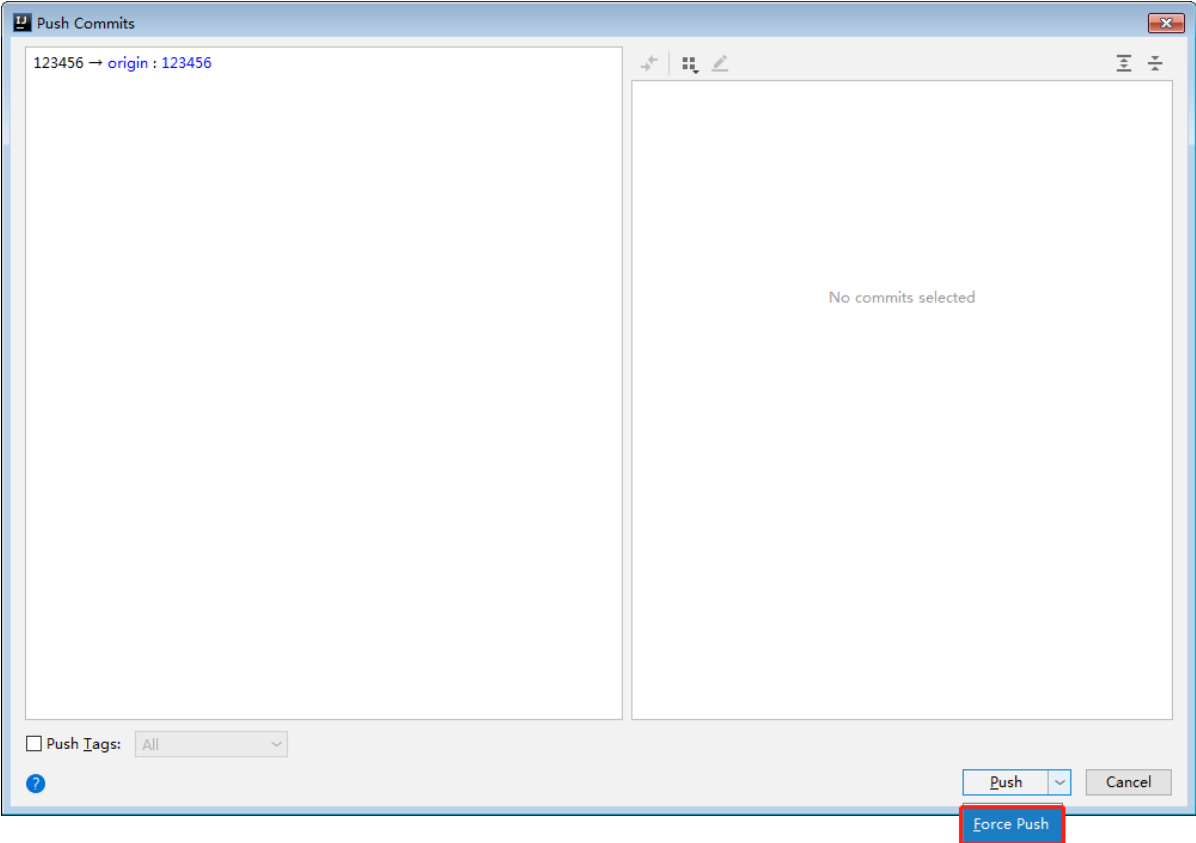 Push Commits
123456 → origin : 123456
No commits selected
Push Tags: All
?
Push Cancel
Force Push